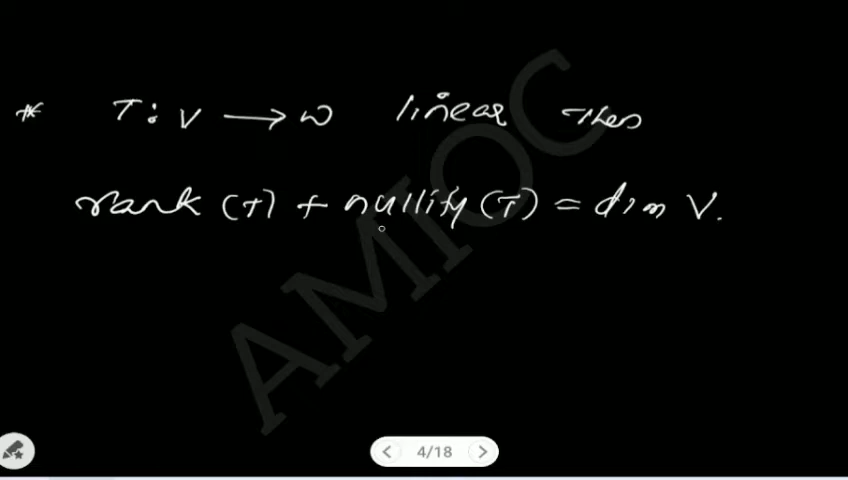 * T: V → W linear then
rank (T) + nullity (T) = dim V.
AMIOC
4/18